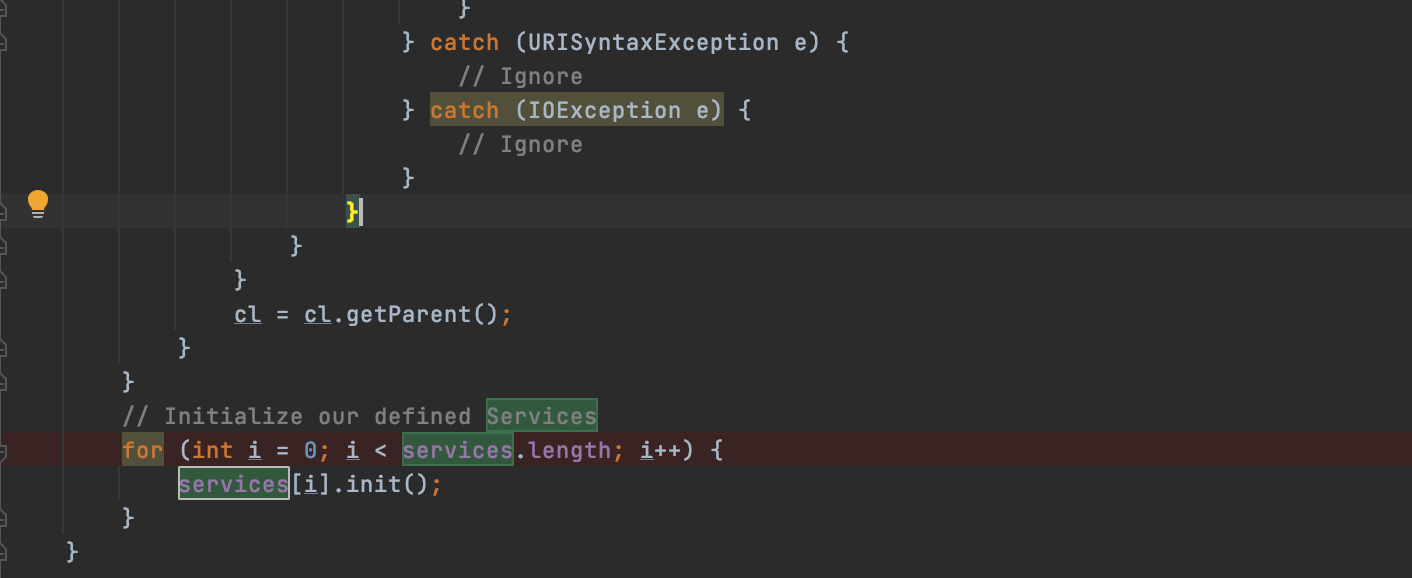 }
} catch (URISyntaxException e) {
// Ignore
} catch (IOException e) {
// Ignore
}
}
}
}
cl = cl.getParent();
}
}
// Initialize our defined Services
for (int i = 0; i < services.length; i++) {
services[i].init();
}
}